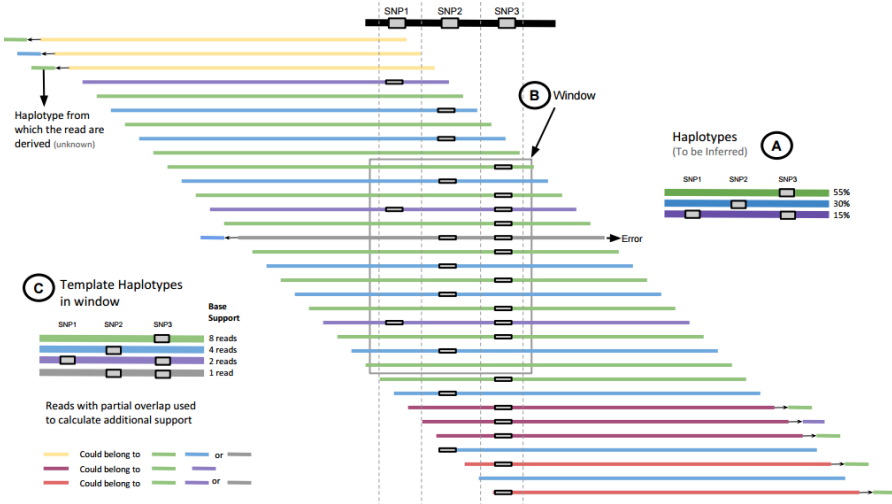 SNP1 SNP2 SNP3
Haplotype from
which the read are
derived (unknown)
B Window
Haplotypes A
(To be Inferred)
SNP1 SNP2 SNP3
55%
30%
15%
Error
C Template Haplotypes
in window
Base
Support
SNP1 SNP2 SNP3
8 reads
4 reads
2 reads
1 read
Reads with partial overlap used
to calculate additional support
Could belong to or
Could belong to
Could belong to or